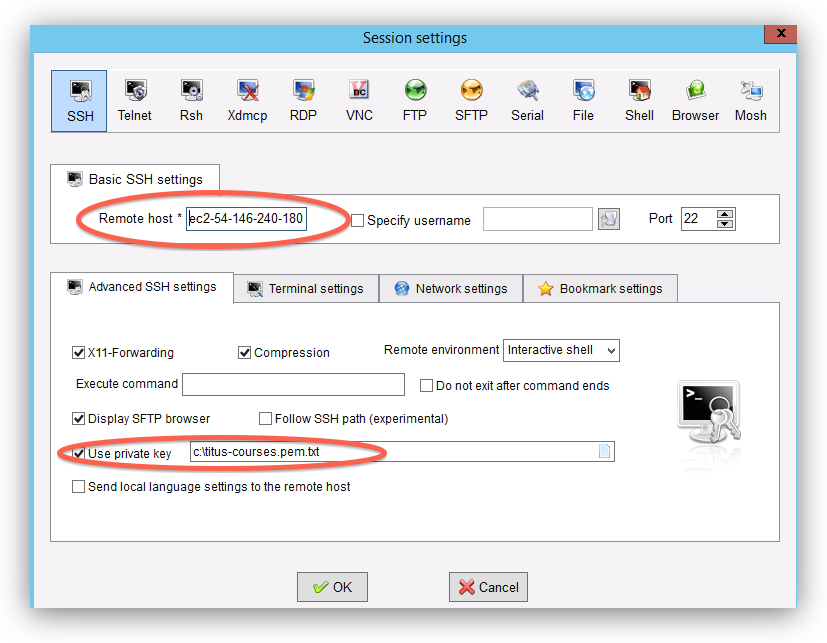 Session settings
x
SSH Telnet Rsh Xdmcp RDP VNC FTP SFTP Serial File Shell Browser Mosh
Basic SSH settings
Remote host * ec2-54-146-240-180 Specify username Port 22
Advanced SSH settings Terminal settings Network settings Bookmark settings
X11-Forwarding Compression Remote environment Interactive shell
Execute command Do not exit after command ends
Display SFTP browser Follow SSH path (experimental)
Use private key c:\titus-courses.pem.txt
Send local language settings to the remote host
OK Cancel